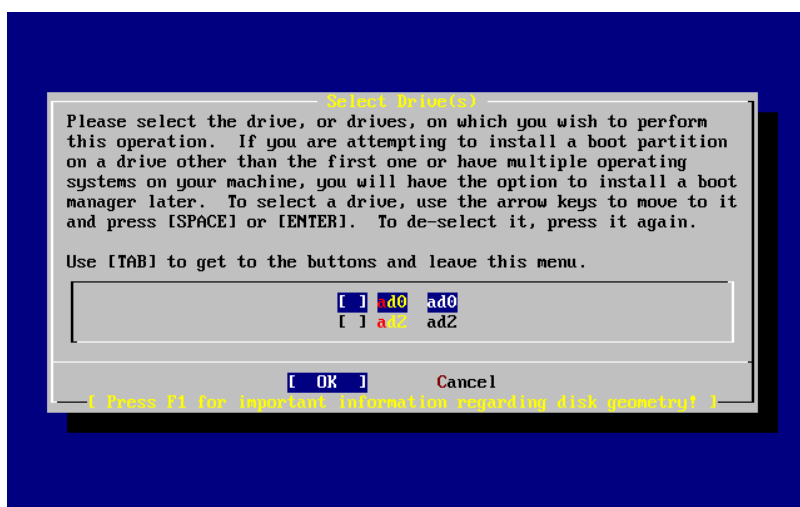 Select Drive(s)
Please select the drive, or drives, on which you wish to perform
this operation.  If you are attempting to install a boot partition
on a drive other than the first one or have multiple operating
systems on your machine, you will have the option to install a boot
manager later.  To select a drive, use the arrow keys to move to it
and press [SPACE] or [ENTER].  To de-select it, press it again.
Use [TAB] to get to the buttons and leave this menu.
[ ] ad0  ad0
[ ] ad2  ad2
[  OK  ]  Cancel
[ Press F1 for important information regarding disk geometry! ]